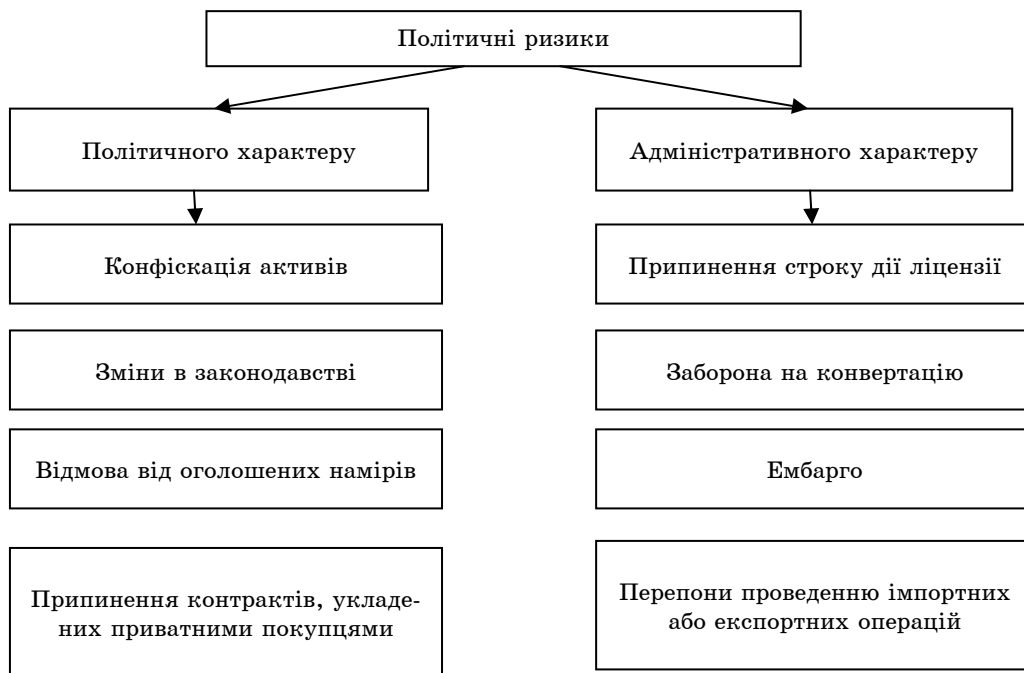 Політичні ризики
Політичного характеру
Адміністративного характеру
Конфіскація активів
Припинення строку дії ліцензії
Зміни в законодавстві
Заборона на конвертацію
Відмова від оголошених намірів
Ембарго
Припинення контрактів, укладе-
них приватними покупцями
Перепони проведенню імпортних
або експортних операцій